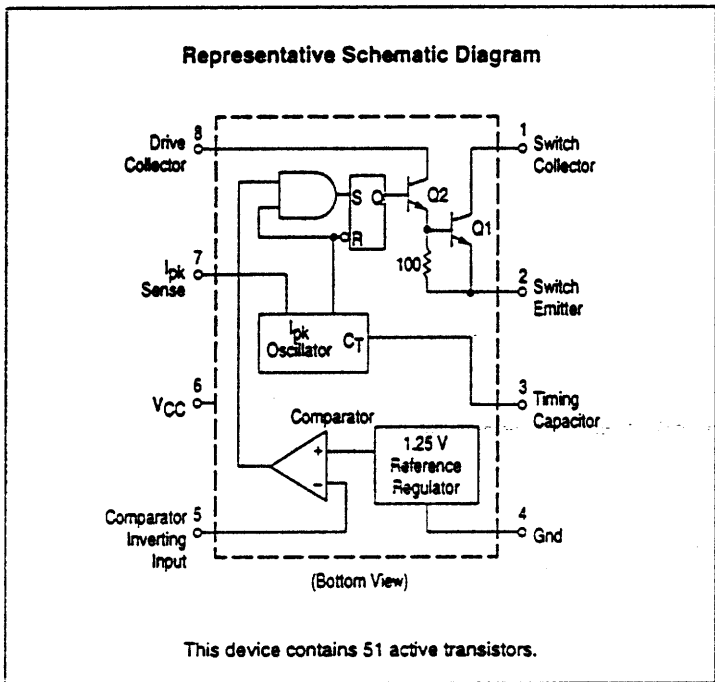 Representative Schematic Diagram
8
Drive
Collector
1
Switch
Collector
S
Q
Q2
Q1
R
100
7
Ipk
Sense
2
Switch
Emitter
Ipk
Oscillator
CT
6
VCC
3
Timing
Capacitor
Comparator
+
−
1.25 V
Reference
Regulator
5
Comparator
Inverting
Input
4
Gnd
(Bottom View)
This device contains 51 active transistors.